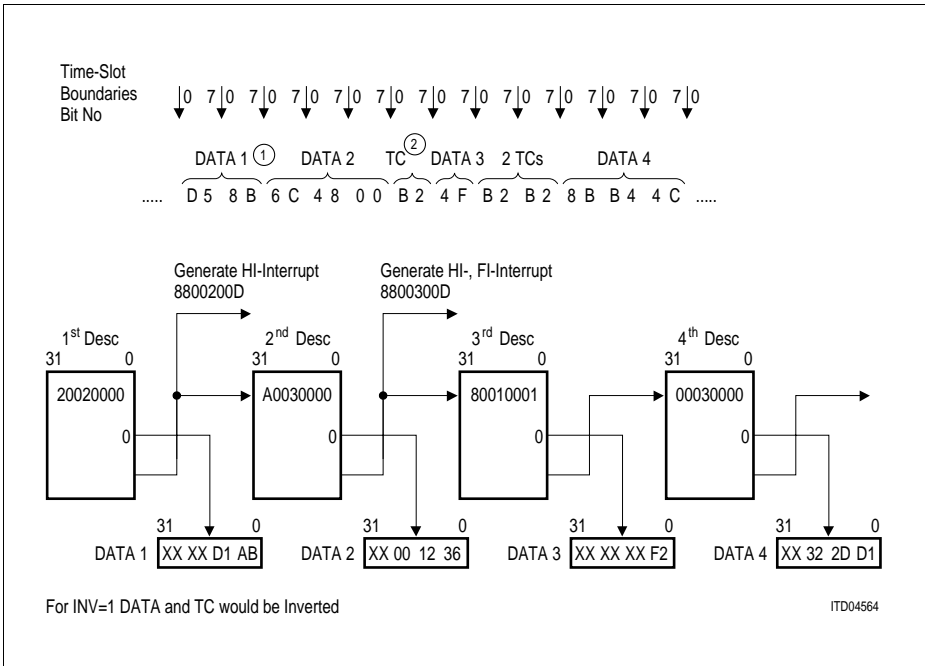 Time-Slot
Boundaries
Bit No
0 7 0 7 0 7 0 7 0 7 0 7 0 7 0 7 0 7 0 7 0 7 0 7 0
DATA 1 1 DATA 2 TC 2 DATA 3 2 TCs DATA 4
..... D 5 8 B 6 C 4 8 0 0 B 2 4 F B 2 B 2 8 B B 4 4 C .....
Generate HI-Interrupt
8800200D
Generate HI-, FI-Interrupt
8800300D
1st Desc 2nd Desc 3rd Desc 4th Desc
31 0 31 0 31 0 31 0
20020000 A0030000 80010001 00030000
0 0 0 0
31 0 31 0 31 0 31 0
DATA 1 XX XX D1 AB DATA 2 XX 00 12 36 DATA 3 XX XX XX F2 DATA 4 XX 32 2D D1
For INV=1 DATA and TC would be Inverted
ITD04564